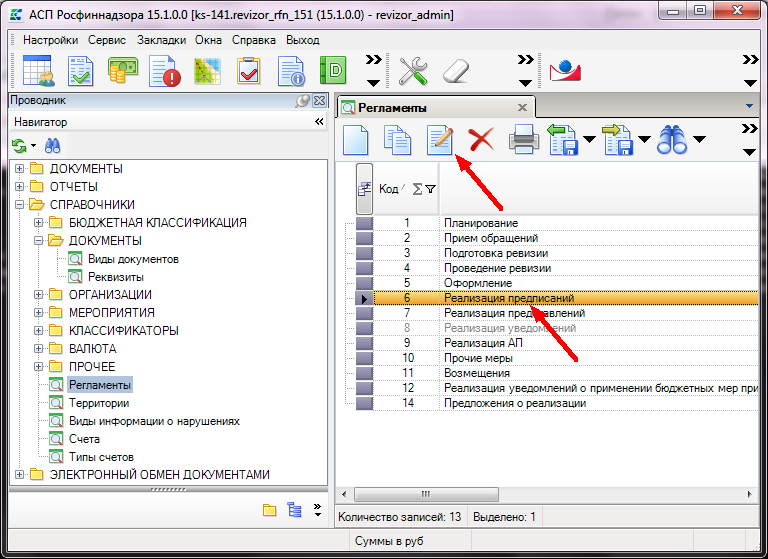 АСП Росфиннадзора 15.1.0.0 [ks-141.revizor_rfn_151 (15.1.0.0) - revizor_admin]
Настройки Сервис Закладки Окна Справка Выход
Проводник
Навигатор
ДОКУМЕНТЫ
ОТЧЕТЫ
СПРАВОЧНИКИ
БЮДЖЕТНАЯ КЛАССИФИКАЦИЯ
ДОКУМЕНТЫ
Виды документов
Реквизиты
ОРГАНИЗАЦИИ
МЕРОПРИЯТИЯ
КЛАССИФИКАТОРЫ
ВАЛЮТА
ПРОЧЕЕ
Регламенты
Территории
Виды информации о нарушениях
Счета
Типы счетов
ЭЛЕКТРОННЫЙ ОБМЕН ДОКУМЕНТАМИ
Регламенты
Код
1 Планирование
2 Прием обращений
3 Подготовка ревизии
4 Проведение ревизии
5 Оформление
6 Реализация предписаний
7 Реализация представлений
8 Реализация уведомлений
9 Реализация АП
10 Прочие меры
11 Возмещения
12 Реализация уведомлений о применении бюджетных мер при
14 Предложения о реализации
Количество записей: 13 Выделено: 1
Суммы в руб